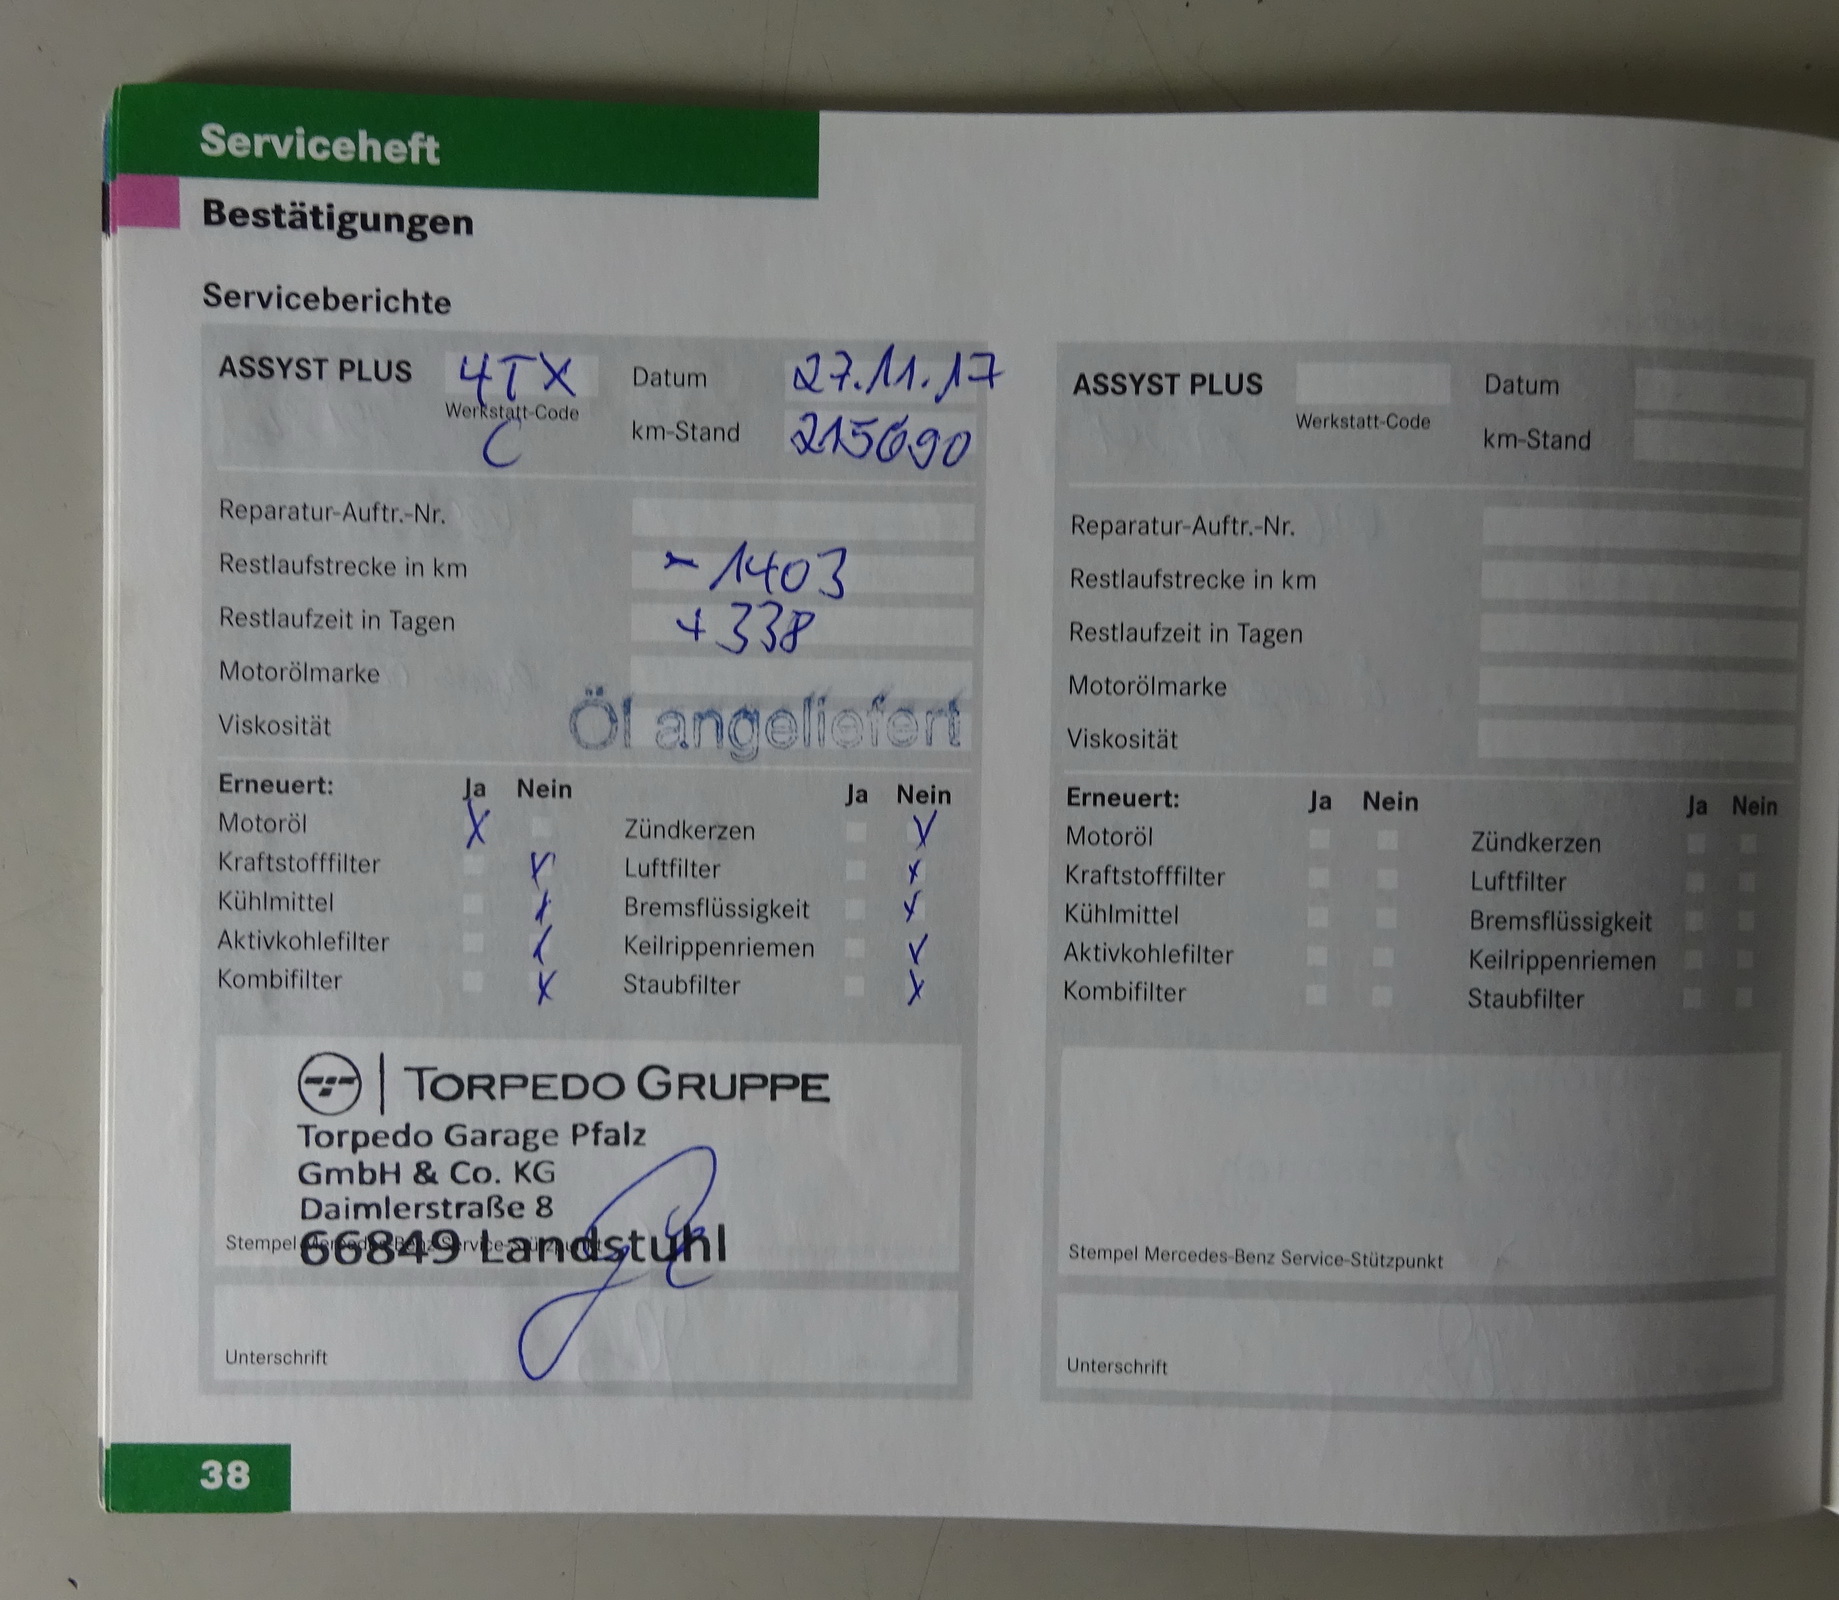 Serviceheft
Bestätigungen
Serviceberichte
ASSYST PLUS 4TX Datum 27.11.17
Werkstatt-Code
C km-Stand 215690
Reparatur-Auftr.-Nr.
Restlaufstrecke in km - 1403
Restlaufzeit in Tagen + 338
Motorölmarke
Viskosität Öl angeliefert
Erneuert: Ja Nein Ja Nein
Motoröl X Zündkerzen X
Kraftstofffilter X Luftfilter X
Kühlmittel X Bremsflüssigkeit X
Aktivkohlefilter X Keilrippenriemen X
Kombifilter X Staubfilter X
TORPEDO GRUPPE
Torpedo Garage Pfalz
GmbH & Co. KG
Daimlerstraße 8
66849 Landstuhl
Stempel Mercedes-Benz Service-Stützpunkt
Unterschrift
ASSYST PLUS Datum
Werkstatt-Code km-Stand
Reparatur-Auftr.-Nr.
Restlaufstrecke in km
Restlaufzeit in Tagen
Motorölmarke
Viskosität
Erneuert: Ja Nein Ja Nein
Motoröl Zündkerzen
Kraftstofffilter Luftfilter
Kühlmittel Bremsflüssigkeit
Aktivkohlefilter Keilrippenriemen
Kombifilter Staubfilter
Stempel Mercedes-Benz Service-Stützpunkt
Unterschrift
38